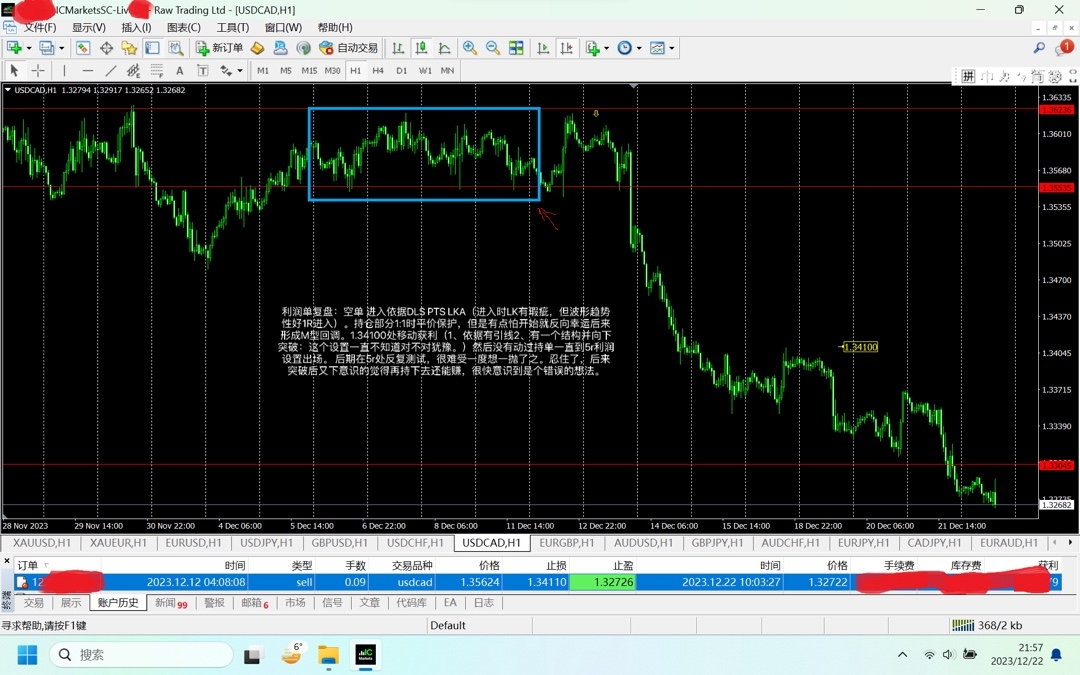 ICMarketsSC-Liv
Raw Trading Ltd - [USDCAD,H1]
文件(F) 显示(V) 插入(I) 图表(C) 工具(T) 窗口(W) 帮助(H)
新订单 自动交易
1
A T M1 M5 M15 M30 H1 H4 D1 W1 MN
拼 中 简
USDCAD,H1 1.32794 1.32917 1.32652 1.32682
1.36335
1.36236
1.36010
1.35680
1.35535
1.35355
1.35025
1.34700
1.34370
利润单复盘：空单 进入依据DLS PTS LKA（进入时LK有瑕疵，但波形趋势
性好1R进入）。持仓部分1:1时平价保护，但是有点怕开始就反向幸运后来
形成M型回调。1.34100处移动获利（1、依据有引线2、有一个结构并向下
突破：这个设置一直不知道对不对犹豫。）然后没有动过持单一直到5r利润
设置出场。 后期在5r处反复测试，很难受一度想一抛了之。忍住了，后来
突破后又下意识的觉得再持下去还能赚，很快意识到是个错误的想法。
1.34100
1.34045
1.33715
1.33390
1.33045
1.32735
1.32682
28 Nov 2023 29 Nov 14:00 30 Nov 22:00 4 Dec 06:00 5 Dec 14:00 6 Dec 22:00 8 Dec 06:00 11 Dec 14:00 12 Dec 22:00 14 Dec 06:00 15 Dec 14:00 18 Dec 22:00 20 Dec 06:00 21 Dec 14:00
XAUUSD,H1 XAUEUR,H1 EURUSD,H1 USDJPY,H1 GBPUSD,H1 USDCHF,H1 USDCAD,H1 EURGBP,H1 AUDUSD,H1 GBPJPY,H1 AUDCHF,H1 EURJPY,H1 CADJPY,H1 EURAUD,H1
订单 时间 类型 手数 交易品种 价格 止损 止盈 时间 价格 手续费 库存费 获利
12 2023.12.12 04:08:08 sell 0.09 usdcad 1.35624 1.34110 1.32726 2023.12.22 10:03:27 1.32722 79
交易 展示 账户历史 新闻 99 警报 邮箱 6 市场 信号 文章 代码库 EA 日志
寻求帮助,请按F1键 Default 368/2 kb
搜索
6°
IC Markets
21:57
2023/12/22